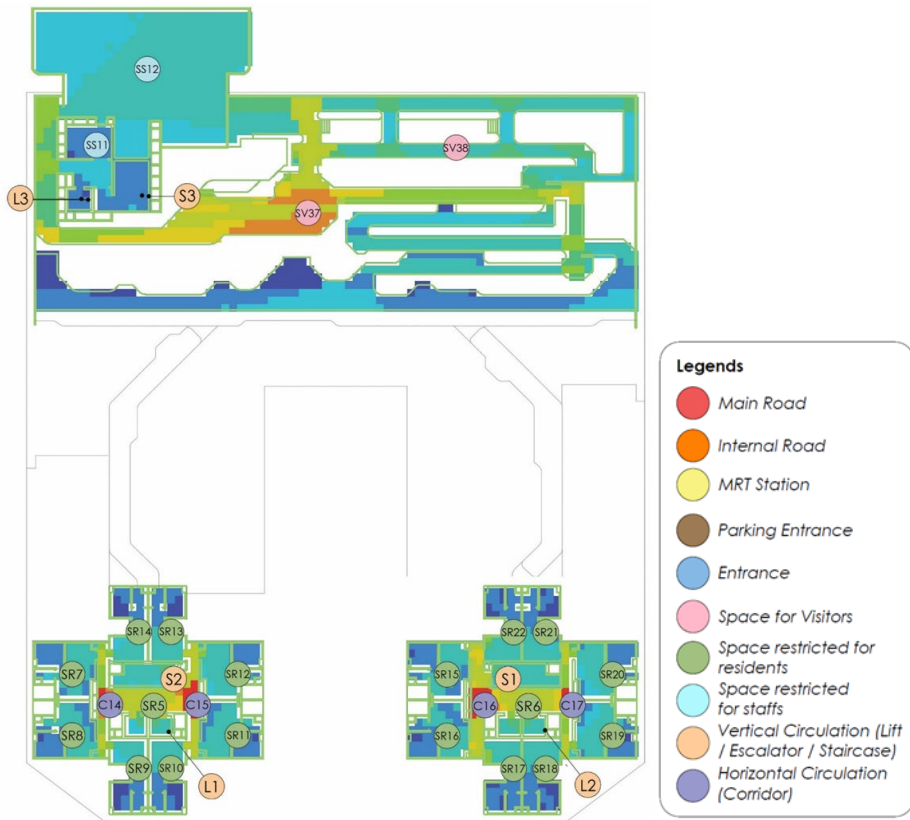 SS12
SS11
SV38
L3
S3
SV37
Legends
Main Road
Internal Road
MRT Station
Parking Entrance
Entrance
Space for Visitors
Space restricted for
residents
Space restricted
for staffs
Vertical Circulation (Lift
/ Escalator / Staircase)
Horizontal Circulation
(Corridor)
SR14 SR13
SR7 S2 SR12
C14 SR5 C15
SR8 SR11
SR9 SR10
L1
SR22 SR21
SR15 S1 SR20
C16 SR6 C17
SR16 SR19
SR17 SR18
L2